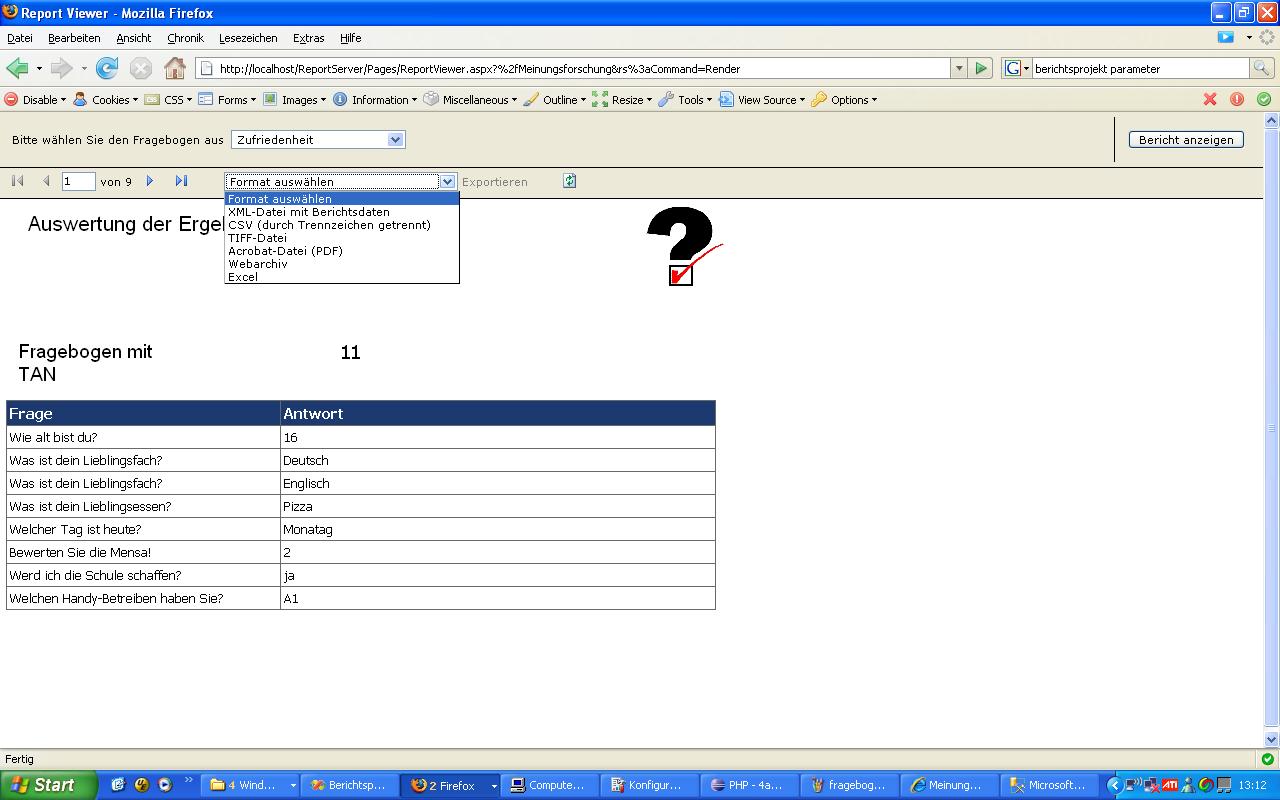 Report Viewer - Mozilla Firefox
Datei Bearbeiten Ansicht Chronik Lesezeichen Extras Hilfe
http://localhost/ReportServer/Pages/ReportViewer.aspx?%2fMeinungsforschung&rs%3aCommand=Render
G berichtsprojekt parameter
Disable Cookies CSS Forms Images Information Miscellaneous Outline Resize Tools View Source Options
Bitte wählen Sie den Fragebogen aus Zufriedenheit Bericht anzeigen
1 von 9 Format auswählen Exportieren
Format auswählen
XML-Datei mit Berichtsdaten
CSV (durch Trennzeichen getrennt)
TIFF-Datei
Acrobat-Datei (PDF)
Webarchiv
Excel
Auswertung der Erge
?
Fragebogen mit TAN 11
Frage Antwort
Wie alt bist du? 16
Was ist dein Lieblingsfach? Deutsch
Was ist dein Lieblingsfach? Englisch
Was ist dein Lieblingsessen? Pizza
Welcher Tag ist heute? Monatag
Bewerten Sie die Mensa! 2
Werd ich die Schule schaffen? ja
Welchen Handy-Betreiben haben Sie? A1
Fertig
Start 4 Wind... Berichtsp... 2 Firefox Compute... Konfigur... PHP - 4a... fragebog... Meinung... Microsoft... ATI 13:12